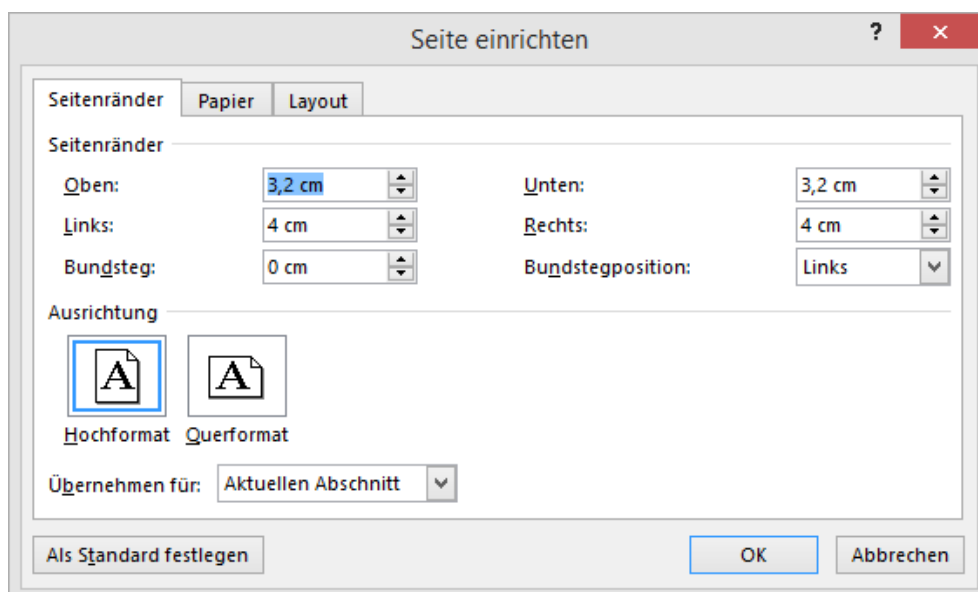 Seite einrichten ?
Seitenränder Papier Layout
Seitenränder
Oben: 3,2 cm Unten: 3,2 cm
Links: 4 cm Rechts: 4 cm
Bundsteg: 0 cm Bundstegposition: Links
Ausrichtung
A A
Hochformat Querformat
Übernehmen für: Aktuellen Abschnitt
Als Standard festlegen OK Abbrechen